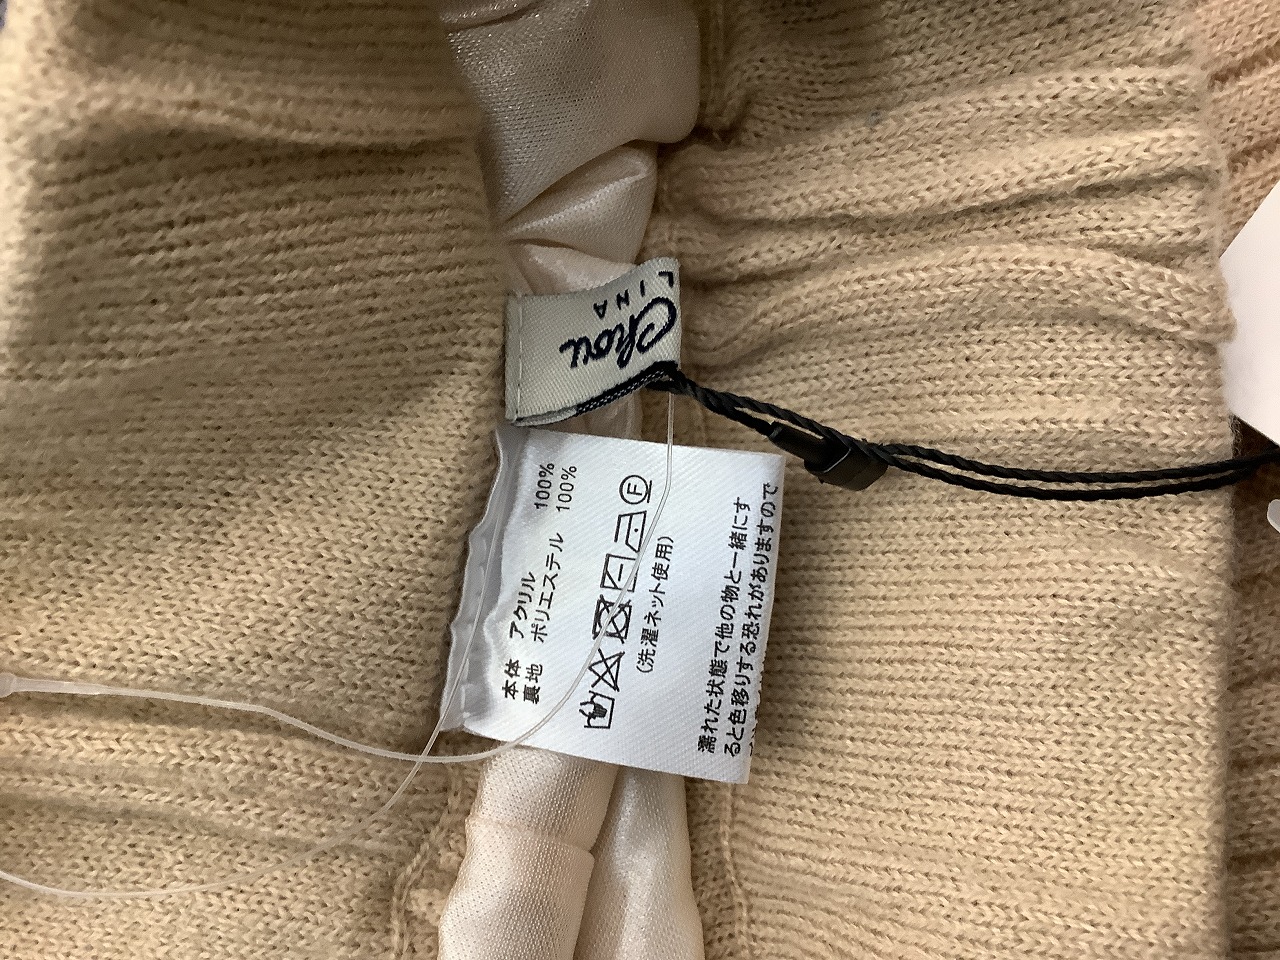 Chou
本体 アクリル 100%
裏地 ポリエステル 100%
F
(洗濯ネット使用)
濡れた状態で他の物と一緒にす
ると色移りする恐れがありますので